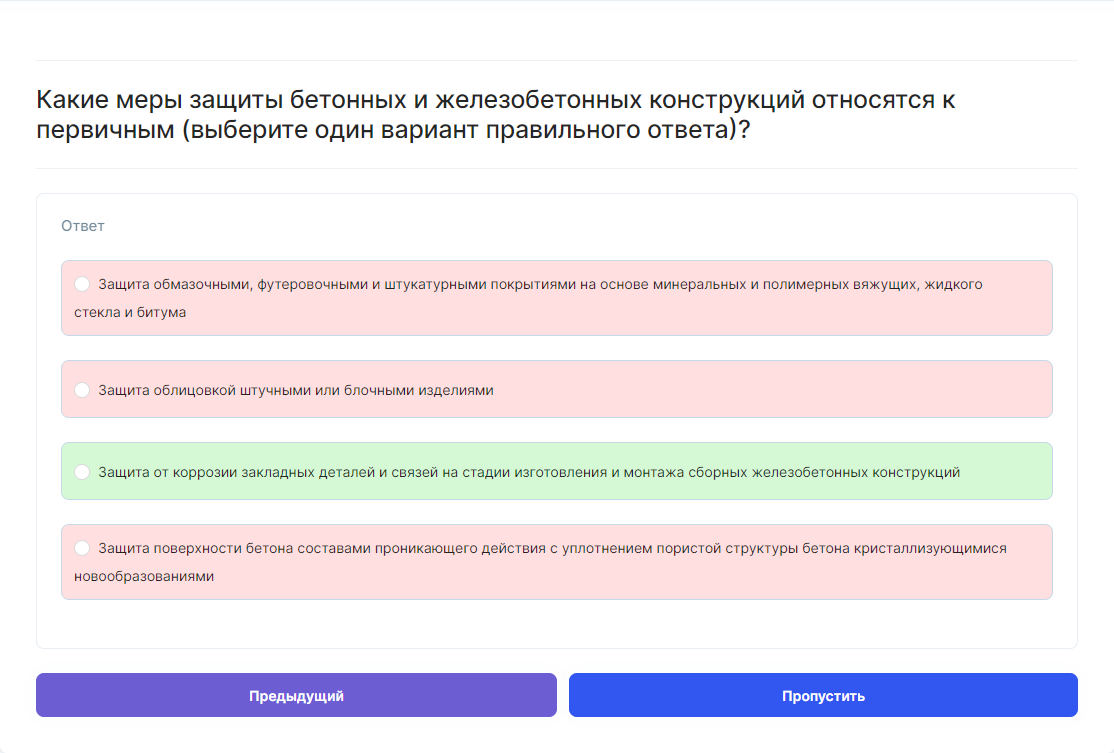 Какие меры защиты бетонных и железобетонных конструкций относятся к
первичным (выберите один вариант правильного ответа)?
Ответ
Защита обмазочными, футеровочными и штукатурными покрытиями на основе минеральных и полимерных вяжущих, жидкого
стекла и битума
Защита облицовкой штучными или блочными изделиями
Защита от коррозии закладных деталей и связей на стадии изготовления и монтажа сборных железобетонных конструкций
Защита поверхности бетона составами проникающего действия с уплотнением пористой структуры бетона кристаллизующимися
новообразованиями
Предыдущий
Пропустить